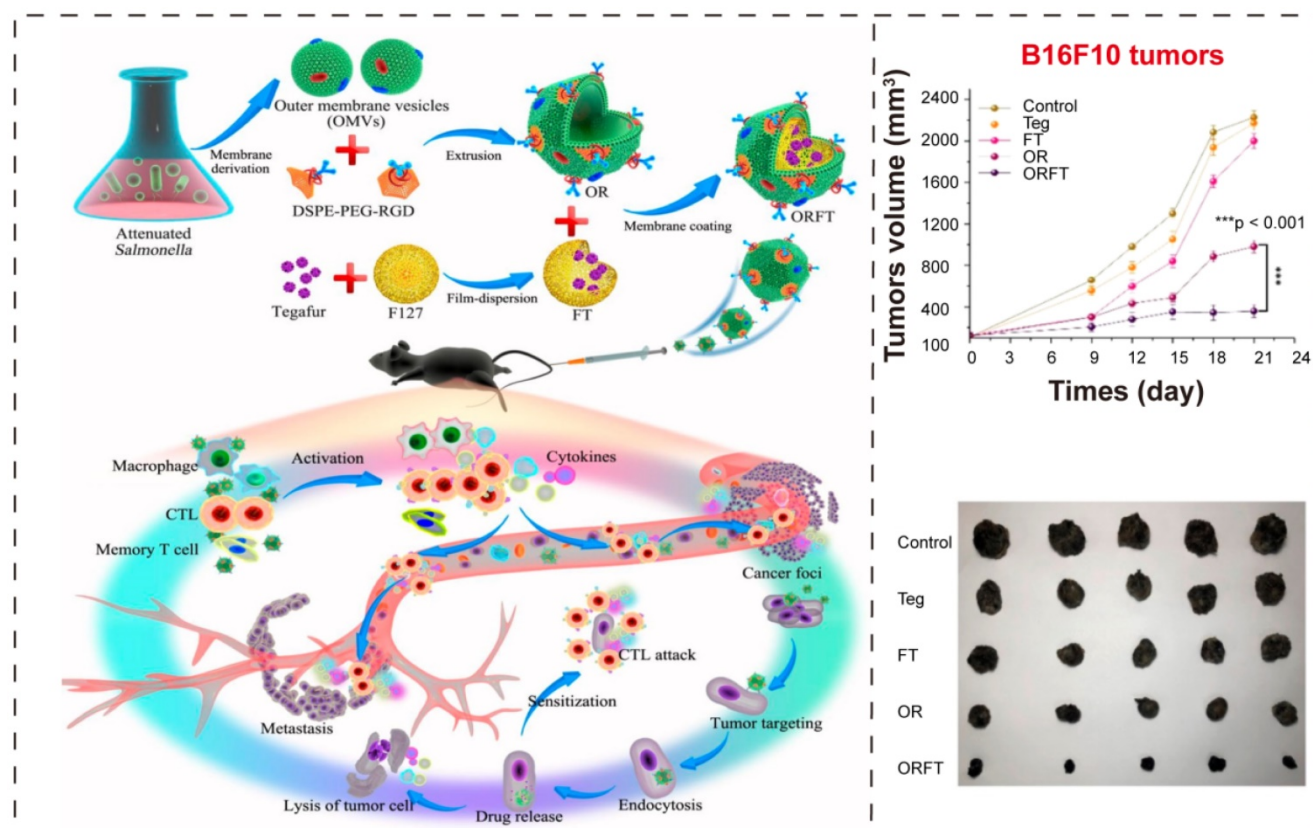 Outer membrane vesicles
(OMVs)
Membrane
derivation
Extrusion
DSPE-PEG-RGD
OR
ORFT
Membrane coating
Attenuated
Salmonella
Tegafur
F127
Film-dispersion
FT
Macrophage
Activation
Cytokines
CTL
Memory T cell
Cancer foci
CTL attack
Sensitization
Tumor targeting
Metastasis
Lysis of tumor cell
Drug release
Endocytosis
B16F10 tumors
Tumors volume (mm³)
2400
2000
1600
1200
800
400
100
Control
Teg
FT
OR
ORFT
***p < 0.001
***
0
3
6
9
12
15
18
21
24
Times (day)
Control
Teg
FT
OR
ORFT